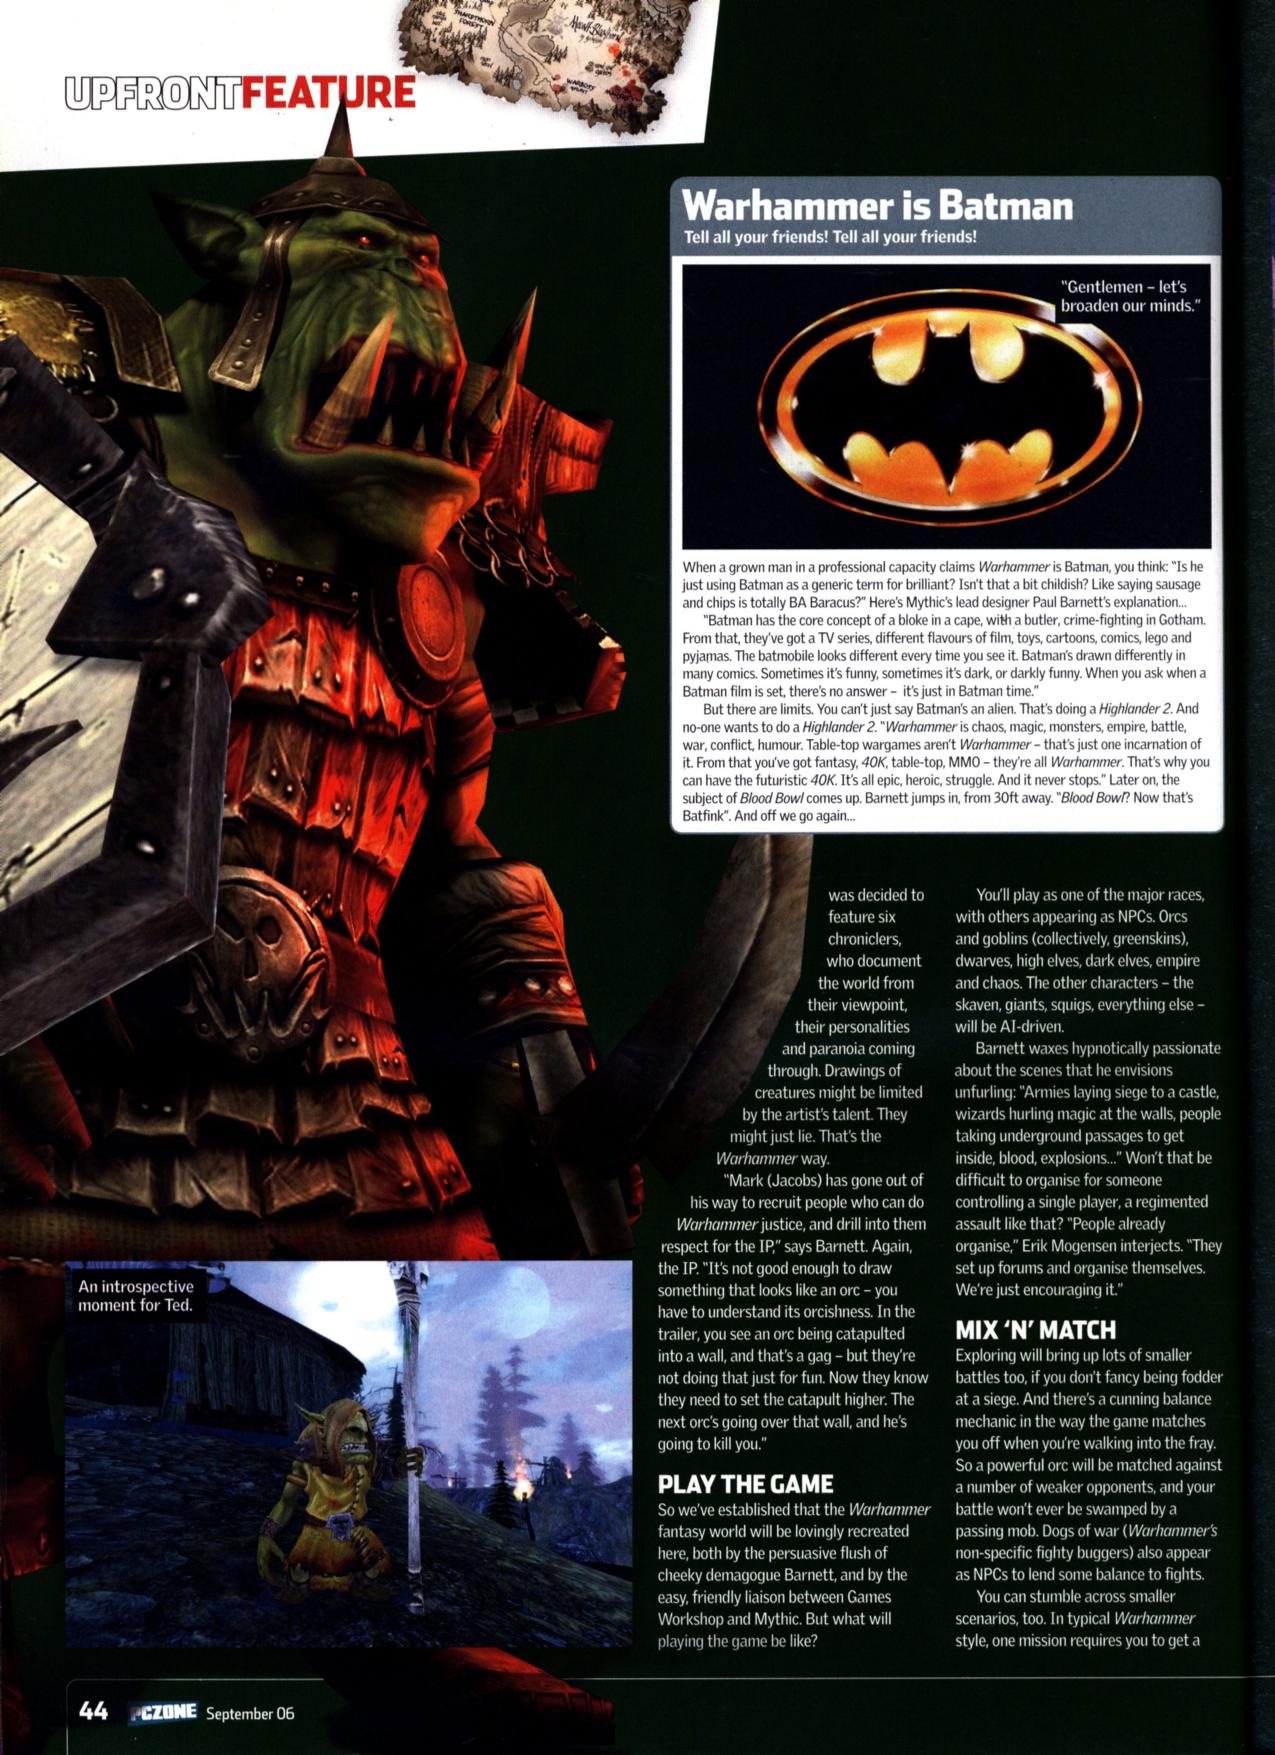 UPFRONTFEATURE
WARBOSS
Warhammer is Batman
Tell all your friends! Tell all your friends!
"Gentlemen – let's
broaden our minds."
When a grown man in a professional capacity claims Warhammer is Batman, you think: "Is he
just using Batman as a generic term for brilliant? Isn't that a bit childish? Like saying sausage
and chips is totally BA Baracus?" Here's Mythic's lead designer Paul Barnett's explanation...
"Batman has the core concept of a bloke in a cape, with a butler, crime-fighting in Gotham.
From that, they've got a TV series, different flavours of film, toys, cartoons, comics, lego and
pyjamas. The batmobile looks different every time you see it. Batman's drawn differently in
many comics. Sometimes it's funny, sometimes it's dark, or darkly funny. When you ask when a
Batman film is set, there's no answer – it's just in Batman time."
But there are limits. You can't just say Batman's an alien. That's doing a Highlander 2. And
no-one wants to do a Highlander 2. "Warhammer is chaos, magic, monsters, empire, battle,
war, conflict, humour. Table-top wargames aren't Warhammer – that's just one incarnation of
it. From that you've got fantasy, 40K, table-top, MMO – they're all Warhammer. That's why you
can have the futuristic 40K. It's all epic, heroic, struggle. And it never stops." Later on, the
subject of Blood Bowl comes up. Barnett jumps in, from 30ft away. "Blood Bowl? Now that's
Batfink". And off we go again...
was decided to
feature six
chroniclers,
who document
the world from
their viewpoint,
their personalities
and paranoia coming
through. Drawings of
creatures might be limited
by the artist's talent. They
might just lie. That's the
Warhammer way.
"Mark (Jacobs) has gone out of
his way to recruit people who can do
Warhammer justice, and drill into them
respect for the IP," says Barnett. Again,
the IP. "It's not good enough to draw
something that looks like an orc – you
have to understand its orcishness. In the
trailer, you see an orc being catapulted
into a wall, and that's a gag – but they're
not doing that just for fun. Now they know
they need to set the catapult higher. The
next orc's going over that wall, and he's
going to kill you."
PLAY THE GAME
So we've established that the Warhammer
fantasy world will be lovingly recreated
here, both by the persuasive flush of
cheeky demagogue Barnett, and by the
easy, friendly liaison between Games
Workshop and Mythic. But what will
playing the game be like?
You'll play as one of the major races,
with others appearing as NPCs. Orcs
and goblins (collectively, greenskins),
dwarves, high elves, dark elves, empire
and chaos. The other characters – the
skaven, giants, squigs, everything else –
will be AI-driven.
Barnett waxes hypnotically passionate
about the scenes that he envisions
unfurling: "Armies laying siege to a castle,
wizards hurling magic at the walls, people
taking underground passages to get
inside, blood, explosions..." Won't that be
difficult to organise for someone
controlling a single player, a regimented
assault like that? "People already
organise," Erik Mogensen interjects. "They
set up forums and organise themselves.
We're just encouraging it."
MIX 'N' MATCH
Exploring will bring up lots of smaller
battles too, if you don't fancy being fodder
at a siege. And there's a cunning balance
mechanic in the way the game matches
you off when you're walking into the fray.
So a powerful orc will be matched against
a number of weaker opponents, and your
battle won't ever be swamped by a
passing mob. Dogs of war (Warhammer's
non-specific fighty buggers) also appear
as NPCs to lend some balance to fights.
You can stumble across smaller
scenarios, too. In typical Warhammer
style, one mission requires you to get a
An introspective
moment for Ted.
44 PCZONE September 06